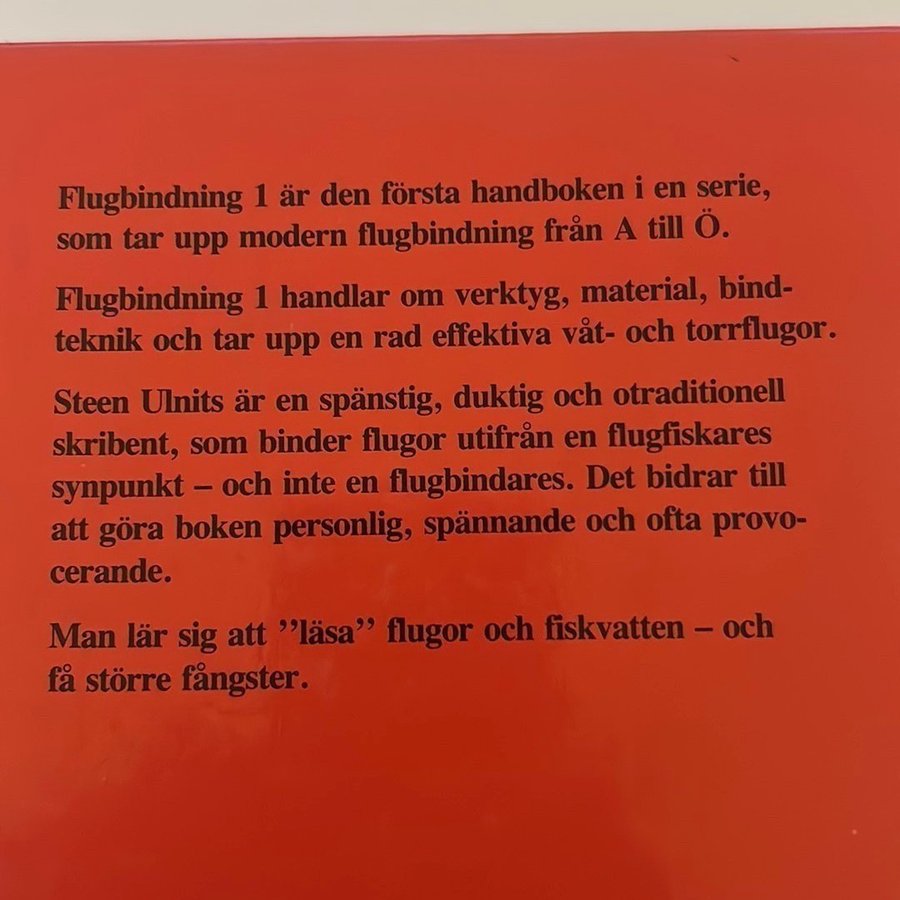 Flugbindning 1 är den första handboken i en serie,
som tar upp modern flugbindning från A till Ö.
Flugbindning 1 handlar om verktyg, material, bind-
teknik och tar upp en rad effektiva våt- och torrflugor.
Steen Ulnits är en spänstig, duktig och otraditionell
skribent, som binder flugor utifrån en flugfiskares
synpunkt – och inte en flugbindares. Det bidrar till
att göra boken personlig, spännande och ofta provo-
cerande.
Man lär sig att ”läsa” flugor och fiskvatten – och
få större fångster.